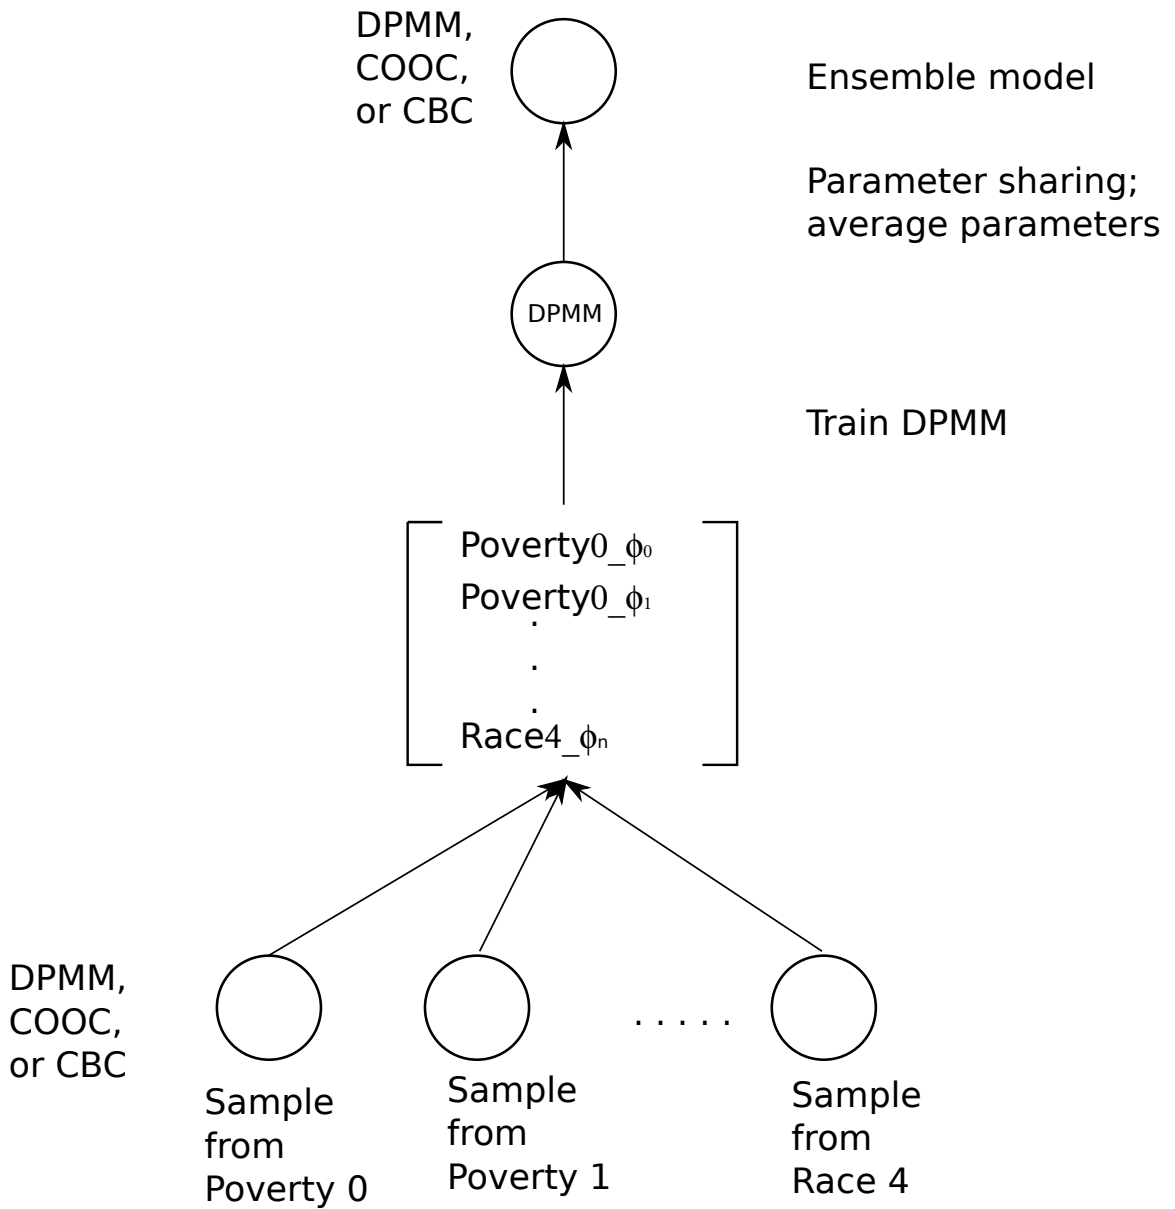 DPMM,
COOC,
or CBC
Ensemble model
Parameter sharing;
average parameters
DPMM
Train DPMM
Poverty0_ϕ₀
Poverty0_ϕ₁
.
.
.
Race4_ϕₙ
DPMM,
COOC,
or CBC
. . . . .
Sample
from
Poverty 0
Sample
from
Poverty 1
Sample
from
Race 4